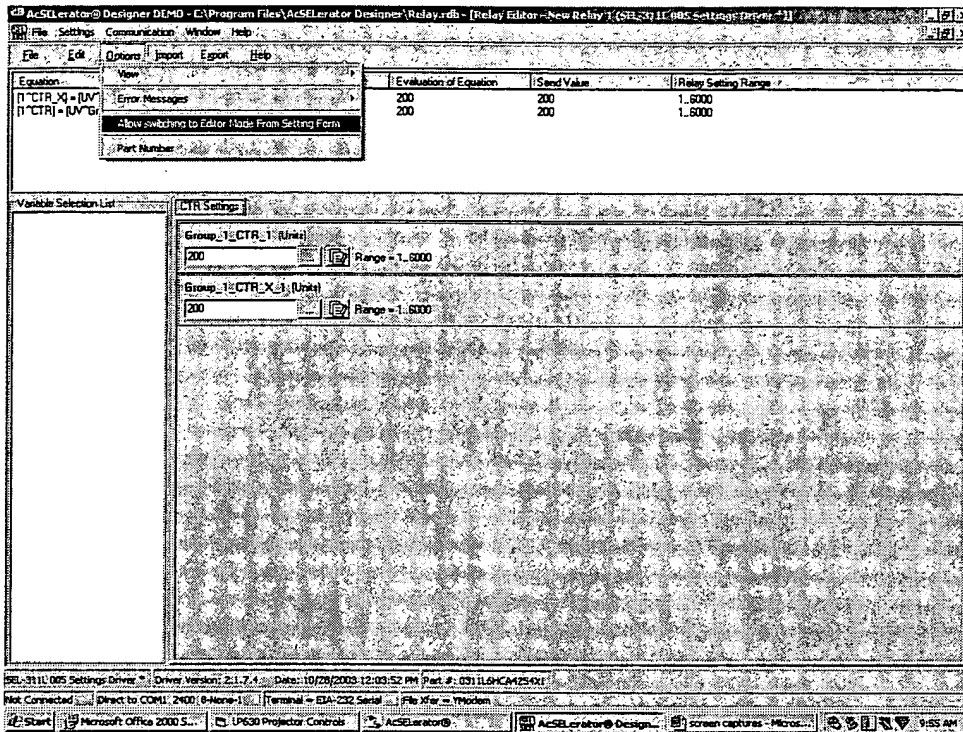 AcSELerator® Designer DEMO - E:\Program Files\AcSELerator Designer\Relay.rdb - [Relay Editor - New Relay 1 (SEL-311L 005 Settings Driver *)]
File Settings Communication Window Help
File Edit Options Import Export Help
View
Error Messages
Allow switching to Editor Mode From Setting Form
Part Number
Equation Evaluation of Equation Send Value Relay Setting Range
[1^CTR_X] = [UV^ 200 200 1..6000
[1^CTR] = [UV^Gr 200 200 1..6000
Variable Selection List
CTR Settings
Group_1_CTR_1 (Units)
200 ... Range = 1..6000
Group_1_CTR_X_1 (Units)
200 ... Range = 1..6000
SEL-311L 005 Settings Driver * Driver Version: 2.1.7.4 Date: 10/28/2003 12:03:52 PM Part #: 0311L6HCA4254X1
Not Connected Direct to COM1 2400 8-None-1 Terminal = EIA-232 Serial File Xfer = YModem
Start Microsoft Office 2000 S... LP630 Projector Controls AcSELerator® AcSELerator® Design... screen captures - Micros... 9:55 AM